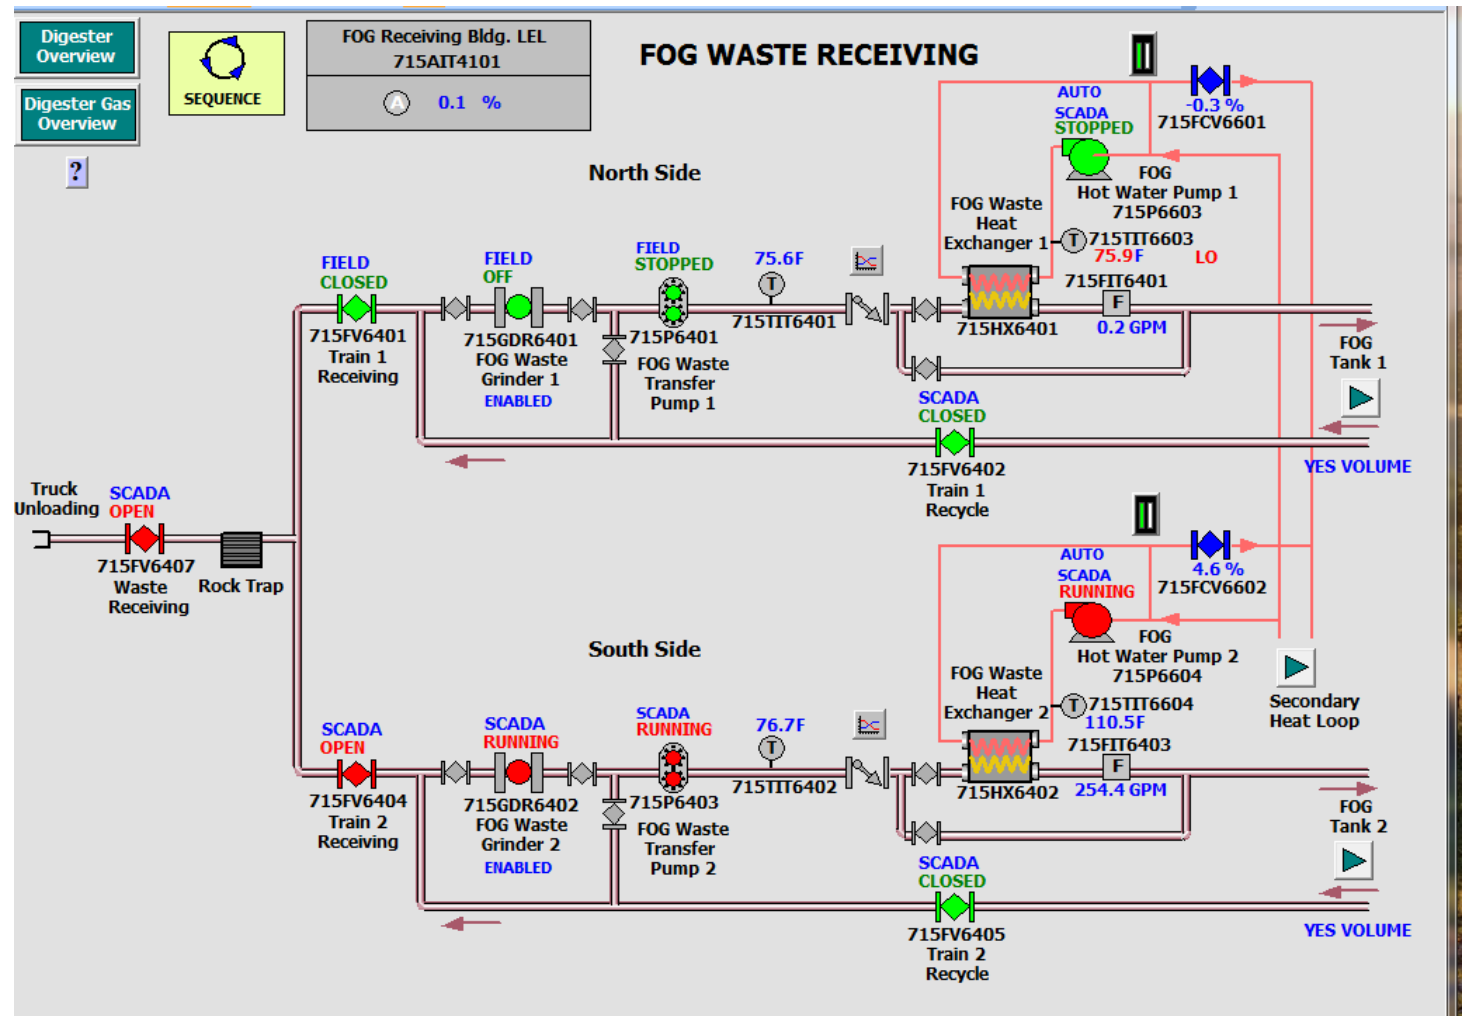 Digester
Overview
SEQUENCE
FOG Receiving Bldg. LEL
715AIT4101
A 0.1 %
FOG WASTE RECEIVING
Digester Gas
Overview
?
AUTO
SCADA
STOPPED
-0.3 %
715FCV6601
North Side
FOG
Hot Water Pump 1
715P6603
FOG Waste
Heat
Exchanger 1
T
715TIT6603
75.9F
LO
FIELD
CLOSED
FIELD
OFF
FIELD
STOPPED
75.6F
T
715FIT6401
F
715FV6401
Train 1
Receiving
715GDR6401
FOG Waste
Grinder 1
ENABLED
715P6401
FOG Waste
Transfer
Pump 1
715TIT6401
715HX6401
0.2 GPM
FOG
Tank 1
SCADA
CLOSED
715FV6402
Train 1
Recycle
YES VOLUME
Truck
Unloading
SCADA
OPEN
715FV6407
Waste
Receiving
Rock Trap
AUTO
SCADA
RUNNING
4.6 %
715FCV6602
South Side
FOG
Hot Water Pump 2
715P6604
FOG Waste
Heat
Exchanger 2
T
715TIT6604
110.5F
Secondary
Heat Loop
SCADA
OPEN
SCADA
RUNNING
SCADA
RUNNING
76.7F
T
715FIT6403
F
715FV6404
Train 2
Receiving
715GDR6402
FOG Waste
Grinder 2
ENABLED
715P6403
FOG Waste
Transfer
Pump 2
715TIT6402
715HX6402
254.4 GPM
FOG
Tank 2
SCADA
CLOSED
715FV6405
Train 2
Recycle
YES VOLUME